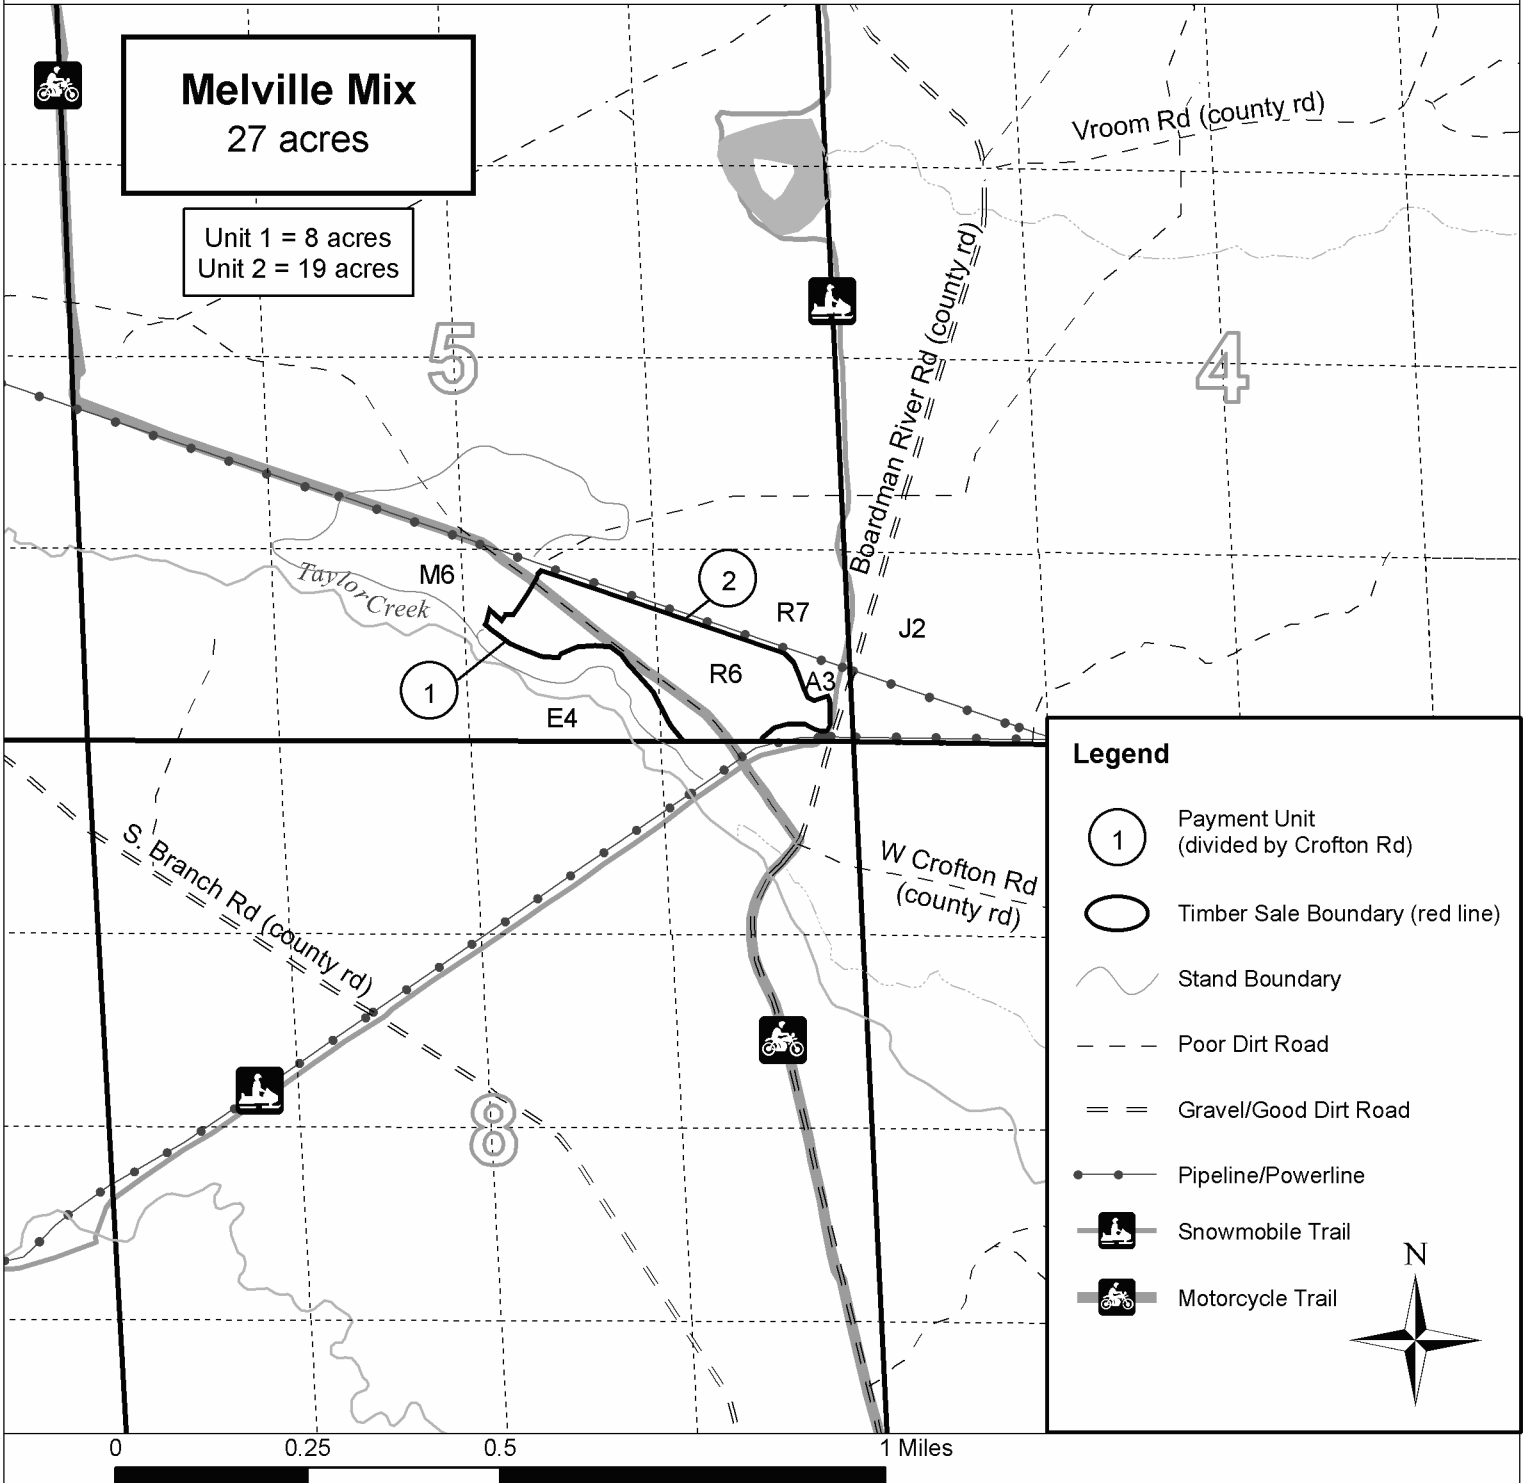 Melville Mix
27 acres
Unit 1 = 8 acres
Unit 2 = 19 acres
Vroom Rd (county rd)
Boardman River Rd (county rd)
5
4
Taylor Creek
M6
2
R7
J2
1
R6
A3
E4
S. Branch Rd (county rd)
W Crofton Rd
(county rd)
8
Legend
1
Payment Unit
(divided by Crofton Rd)
Timber Sale Boundary (red line)
Stand Boundary
Poor Dirt Road
Gravel/Good Dirt Road
Pipeline/Powerline
Snowmobile Trail
Motorcycle Trail
N
0 0.25 0.5 1 Miles